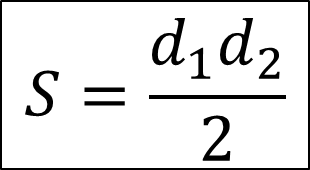 S = d₁d₂/2